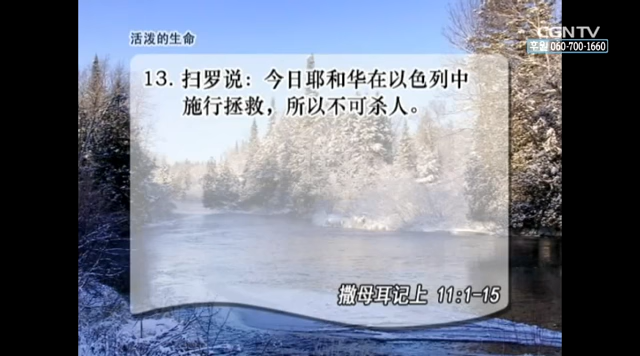 活泼的生命
CGNTV
후원 060-700-1660
13. 扫罗说：今日耶和华在以色列中
施行拯救，所以不可杀人。
撒母耳记上 11:1-15